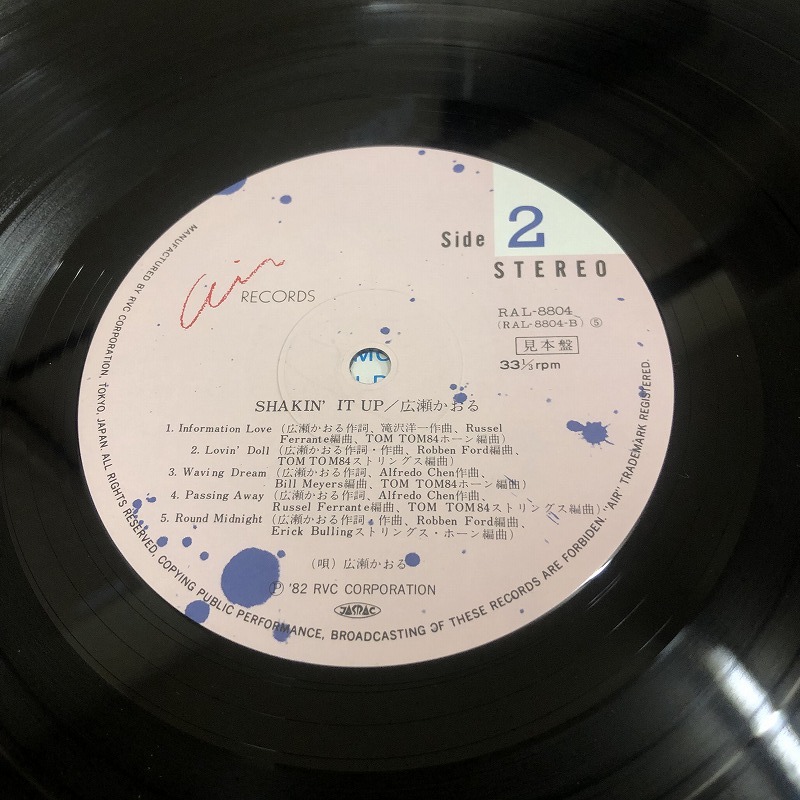 Side 2
STEREO
air RECORDS
RAL-8804
(RAL-8804-B) ⑤
見本盤
33⅓rpm
SHAKIN' IT UP／広瀬かおる
1. Information Love (広瀬かおる作詞、滝沢洋一作曲、Russel
Ferrante編曲、TOM TOM84ホーン編曲)
2. Lovin' Doll (広瀬かおる作詞・作曲、Robben Ford編曲、
TOM TOM84ストリングス編曲)
3. Waving Dream (広瀬かおる作詞、Alfredo Chen作曲、
Bill Meyers編曲、TOM TOM84ホーン編曲)
4. Passing Away (広瀬かおる作詞、Alfredo Chen作曲、
Russel Ferrante編曲、TOM TOM84ストリングス編曲)
5. Round Midnight (広瀬かおる作詞・作曲、Robben Ford編曲、
Erick Bullingストリングス・ホーン編曲)
(唄) 広瀬かおる
Ⓟ '82 RVC CORPORATION
JASRAC
MANUFACTURED BY RVC CORPORATION, TOKYO, JAPAN. ALL RIGHTS RESERVED. COPYING PUBLIC PERFORMANCE, BROADCASTING OF THESE RECORDS ARE FORBIDDEN. "AIR" TRADEMARK REGISTERED.